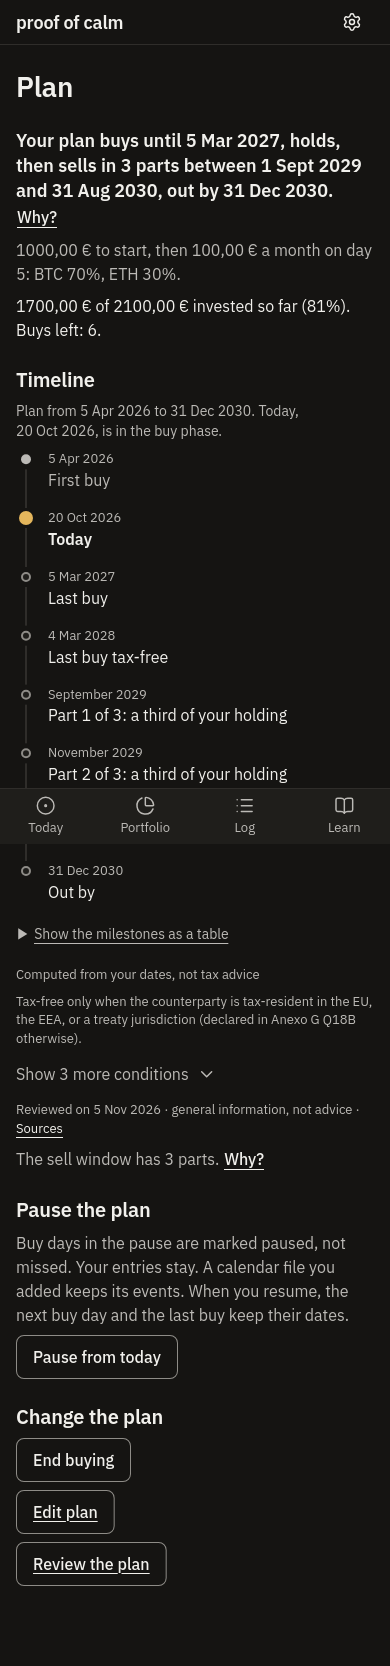 proof of calm
Plan
Your plan buys until 5 Mar 2027, holds,
then sells in 3 parts between 1 Sept 2029
and 31 Aug 2030, out by 31 Dec 2030.
Why?
1000,00 € to start, then 100,00 € a month on day
5: BTC 70%, ETH 30%.
1700,00 € of 2100,00 € invested so far (81%).
Buys left: 6.
Timeline
Plan from 5 Apr 2026 to 31 Dec 2030. Today,
20 Oct 2026, is in the buy phase.
5 Apr 2026
First buy
20 Oct 2026
Today
5 Mar 2027
Last buy
4 Mar 2028
Last buy tax-free
September 2029
Part 1 of 3: a third of your holding
November 2029
Part 2 of 3: a third of your holding
Today
Portfolio
Log
Learn
31 Dec 2030
Out by
Show the milestones as a table
Computed from your dates, not tax advice
Tax-free only when the counterparty is tax-resident in the EU,
the EEA, or a treaty jurisdiction (declared in Anexo G Q18B
otherwise).
Show 3 more conditions
Reviewed on 5 Nov 2026 · general information, not advice ·
Sources
The sell window has 3 parts. Why?
Pause the plan
Buy days in the pause are marked paused, not
missed. Your entries stay. A calendar file you
added keeps its events. When you resume, the
next buy day and the last buy keep their dates.
Pause from today
Change the plan
End buying
Edit plan
Review the plan